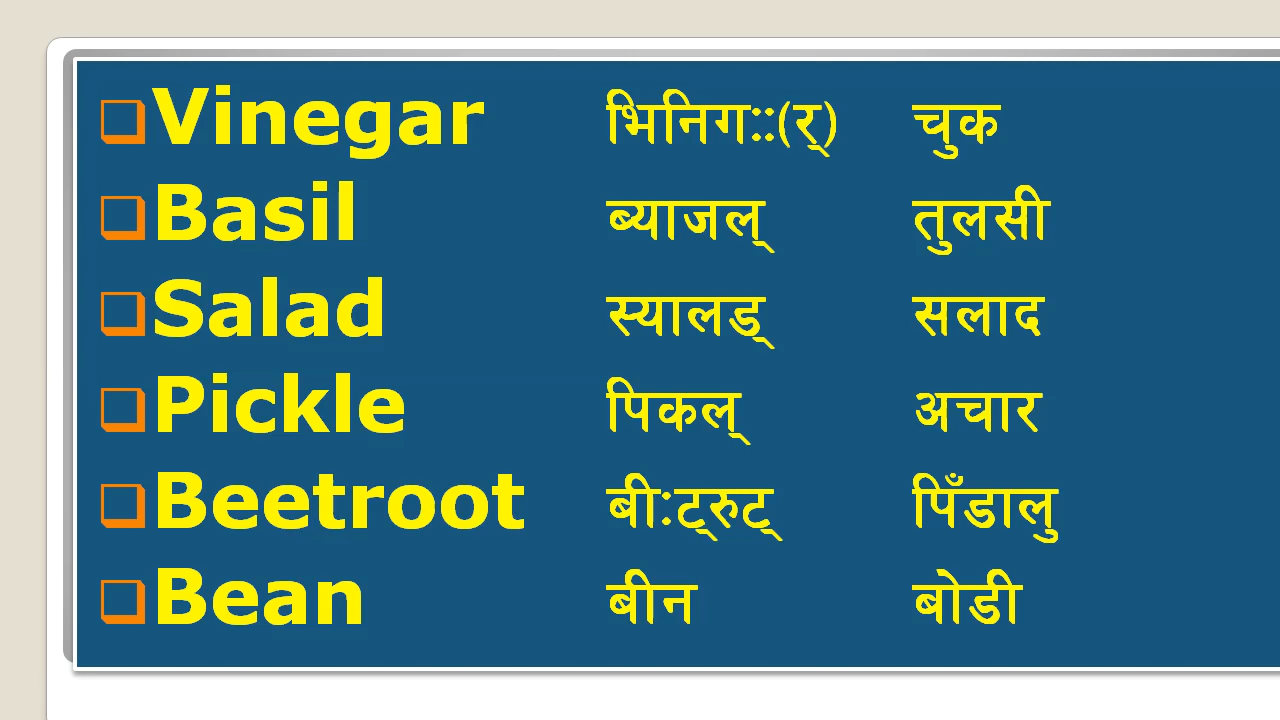 Vinegar भिनिगःः(र्) चुक
Basil ब्याजल् तुलसी
Salad स्यालड् सलाद
Pickle पिकल् अचार
Beetroot बीःट्रुट् पिँडालु
Bean बीन बोडी